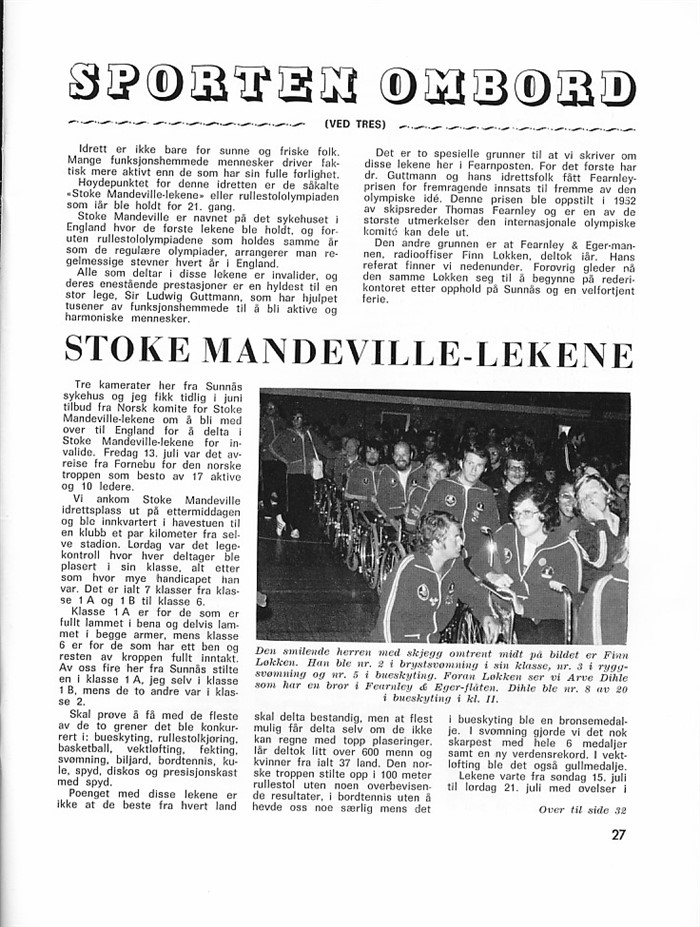 SPORTEN OMBORD
(VED TRES)
Idrett er ikke bare for sunne og friske folk.
Mange funksjonshemmede mennesker driver fak-
tisk mere aktivt enn de som har sin fulle førlighet.
Høydepunktet for denne idretten er de såkalte
«Stoke Mandeville-lekene» eller rullestololympiaden
som iår ble holdt for 21. gang.
Stoke Mandeville er navnet på det sykehuset i
England hvor de første lekene ble holdt, og for-
uten rullestololympiadene som holdes samme år
som de regulære olympiader, arrangerer man re-
gelmessige stevner hvert år i England.
Alle som deltar i disse lekene er invalider, og
deres enestående prestasjoner er en hyldest til en
stor lege, Sir Ludwig Guttmann, som har hjulpet
tusener av funksjonshemmede til å bli aktive og
harmoniske mennesker.
Det er to spesielle grunner til at vi skriver om
disse lekene her i Fearnposten. For det første har
dr. Guttmann og hans idrettsfolk fått Fearnley-
prisen for fremragende innsats til fremme av den
olympiske idé. Denne prisen ble oppstilt i 1952
av skipsreder Thomas Fearnley og er en av de
største utmerkelser den internasjonale olympiske
komité kan dele ut.
Den andre grunnen er at Fearnley & Eger-man-
nen, radiooffiser Finn Løkken, deltok iår. Hans
referat finner vi nedenunder. Forøvrig gleder nå
den samme Løkken seg til å begynne på rederi-
kontoret etter opphold på Sunnås og en velfortjent
ferie.
STOKE MANDEVILLE-LEKENE
Tre kamerater her fra Sunnås
sykehus og jeg fikk tidlig i juni
tilbud fra Norsk komite for Stoke
Mandeville-lekene om å bli med
over til England for å delta i
Stoke Mandeville-lekene for in-
valide. Fredag 13. juli var det av-
reise fra Fornebu for den norske
troppen som besto av 17 aktive
og 10 ledere.
Vi ankom Stoke Mandeville
idrettsplass ut på ettermiddagen
og ble innkvartert i havestuen til
en klubb et par kilometer fra sel-
ve stadion. Lørdag var det lege-
kontroll hvor hver deltager ble
plasert i sin klasse, alt etter
som hvor mye handicapet han
var. Det er ialt 7 klasser fra klas-
se 1 A og 1 B til klasse 6.
Klasse 1 A er for de som er
fullt lammet i bena og delvis lam-
met i begge armer, mens klasse
6 er for de som har ett ben og
resten av kroppen fullt inntakt.
Av oss fire her fra Sunnås stilte
en i klasse 1 A, jeg selv i klasse
1 B, mens de to andre var i klas-
se 2.
Skal prøve å få med de fleste
av de to grener det ble konkur-
rert i: bueskyting, rullestolkjøring,
basketball, vektløfting, fekting,
svømning, biljard, bordtennis, ku-
le, spyd, diskos og presisjonskast
med spyd.
Poenget med disse lekene er
ikke at de beste fra hvert land
Den smilende herren med skjegg omtrent midt på bildet er Finn
Løkken. Han ble nr. 2 i brystsvømning i sin klasse, nr. 3 i rygg-
svømning og nr. 5 i bueskyting. Foran Løkken ser vi Arve Dihle
som har en bror i Fearnley & Eger-flåten. Dihle ble nr. 8 av 20
i bueskyting i kl. II.
skal delta bestandig, men at flest
mulig får delta selv om de ikke
kan regne med topp plaseringer.
Iår deltok litt over 600 menn og
kvinner fra ialt 37 land. Den nor-
ske troppen stilte opp i 100 meter
rullestol uten noen overbevisen-
de resultater, i bordtennis uten å
hevde oss noe særlig mens det
i bueskyting ble en bronsemedal-
je. I svømning gjorde vi det nok
skarpest med hele 6 medaljer
samt en ny verdensrekord. I vekt-
løfting ble det også gullmedalje.
Lekene varte fra søndag 15. juli
til lørdag 21. juli med øvelser i
Over til side 32
27